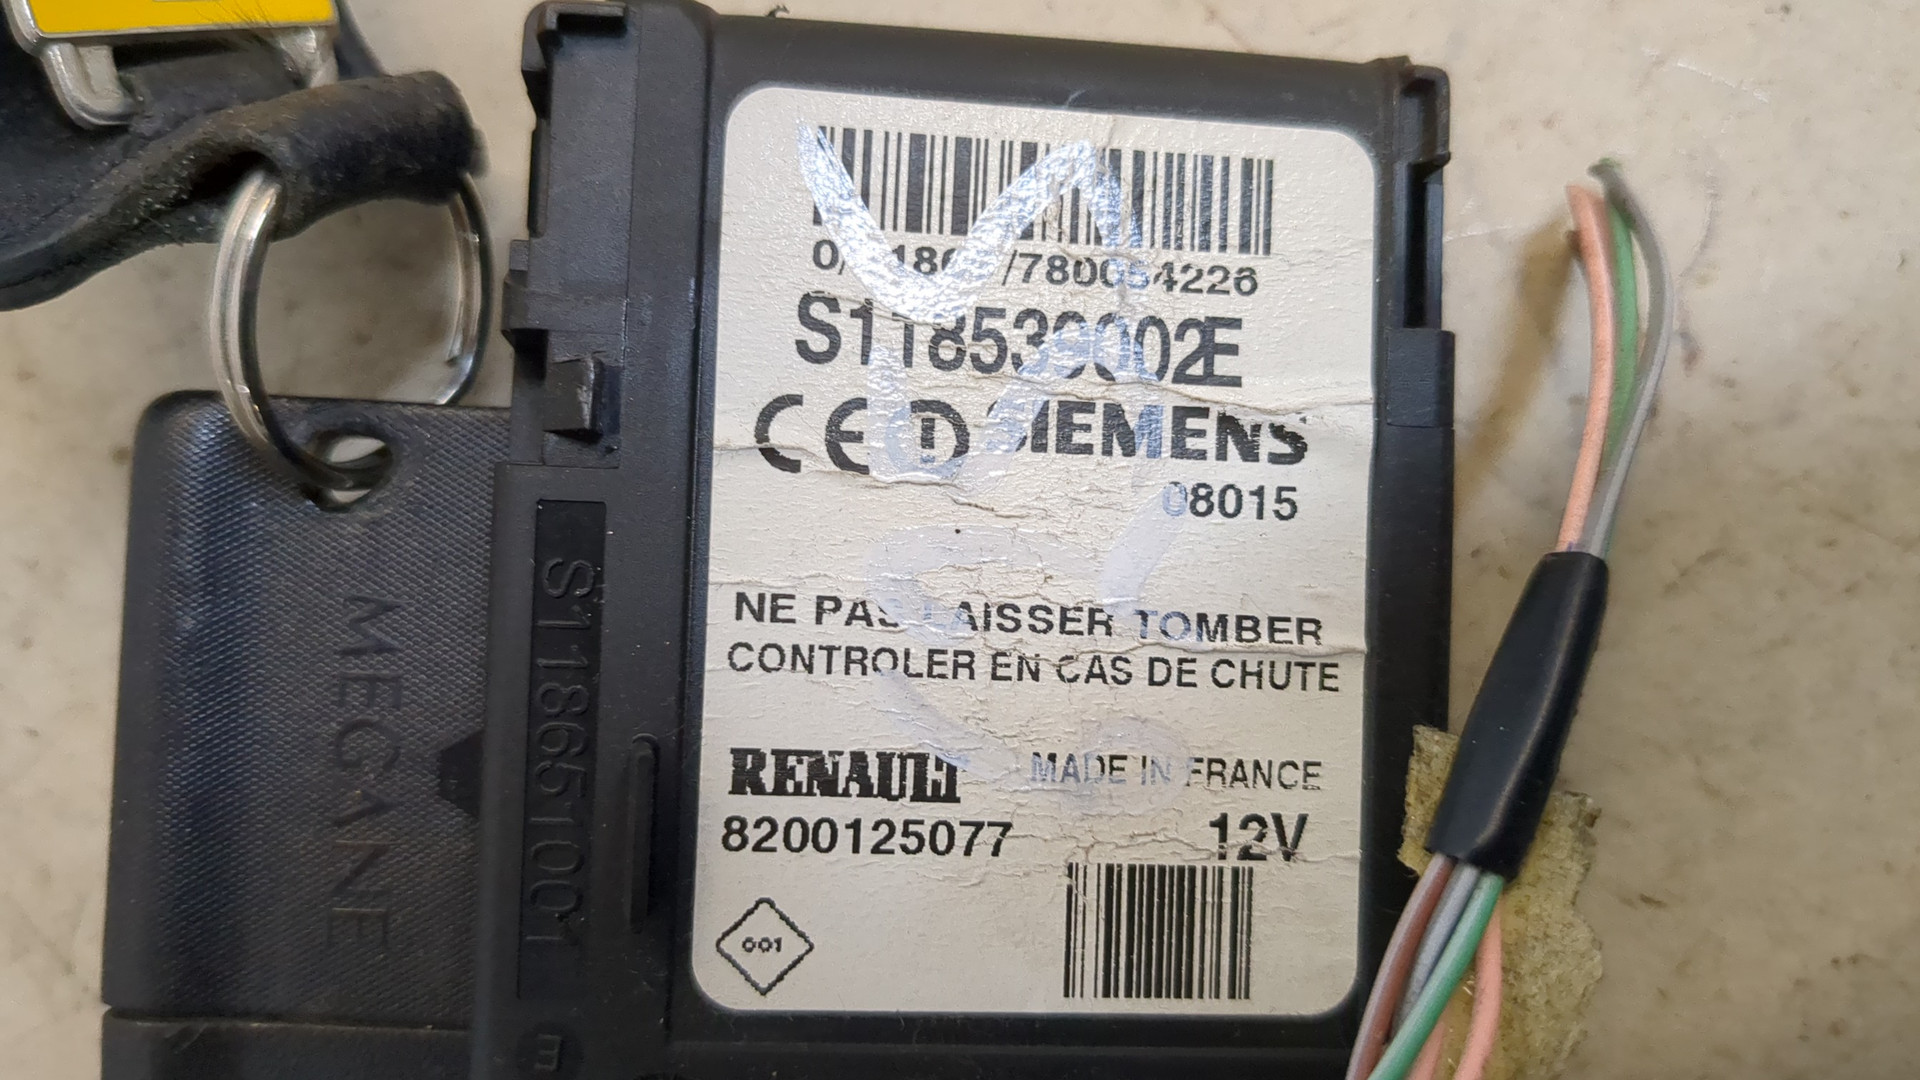 S118539002E
SIEMENS
08015
NE PAS LAISSER TOMBER
CONTROLER EN CAS DE CHUTE
RENAULT MADE IN FRANCE
8200125077 12V
001
S118651001
E
MEGANE